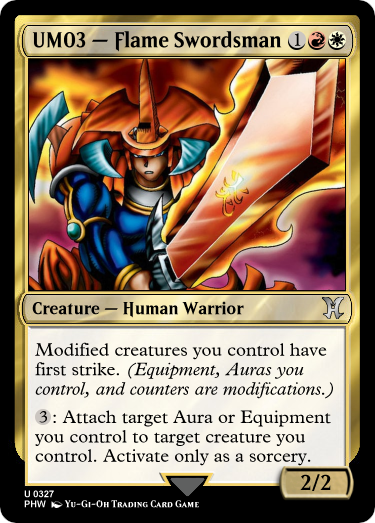 UM03 — Flame Swordsman 1
Creature — Human Warrior
Modified creatures you control have
first strike. (Equipment, Auras you
control, and counters are modifications.)
3: Attach target Aura or Equipment
you control to target creature you
control. Activate only as a sorcery.
2/2
U 0327
PHW Yu-Gi-Oh Trading Card Game